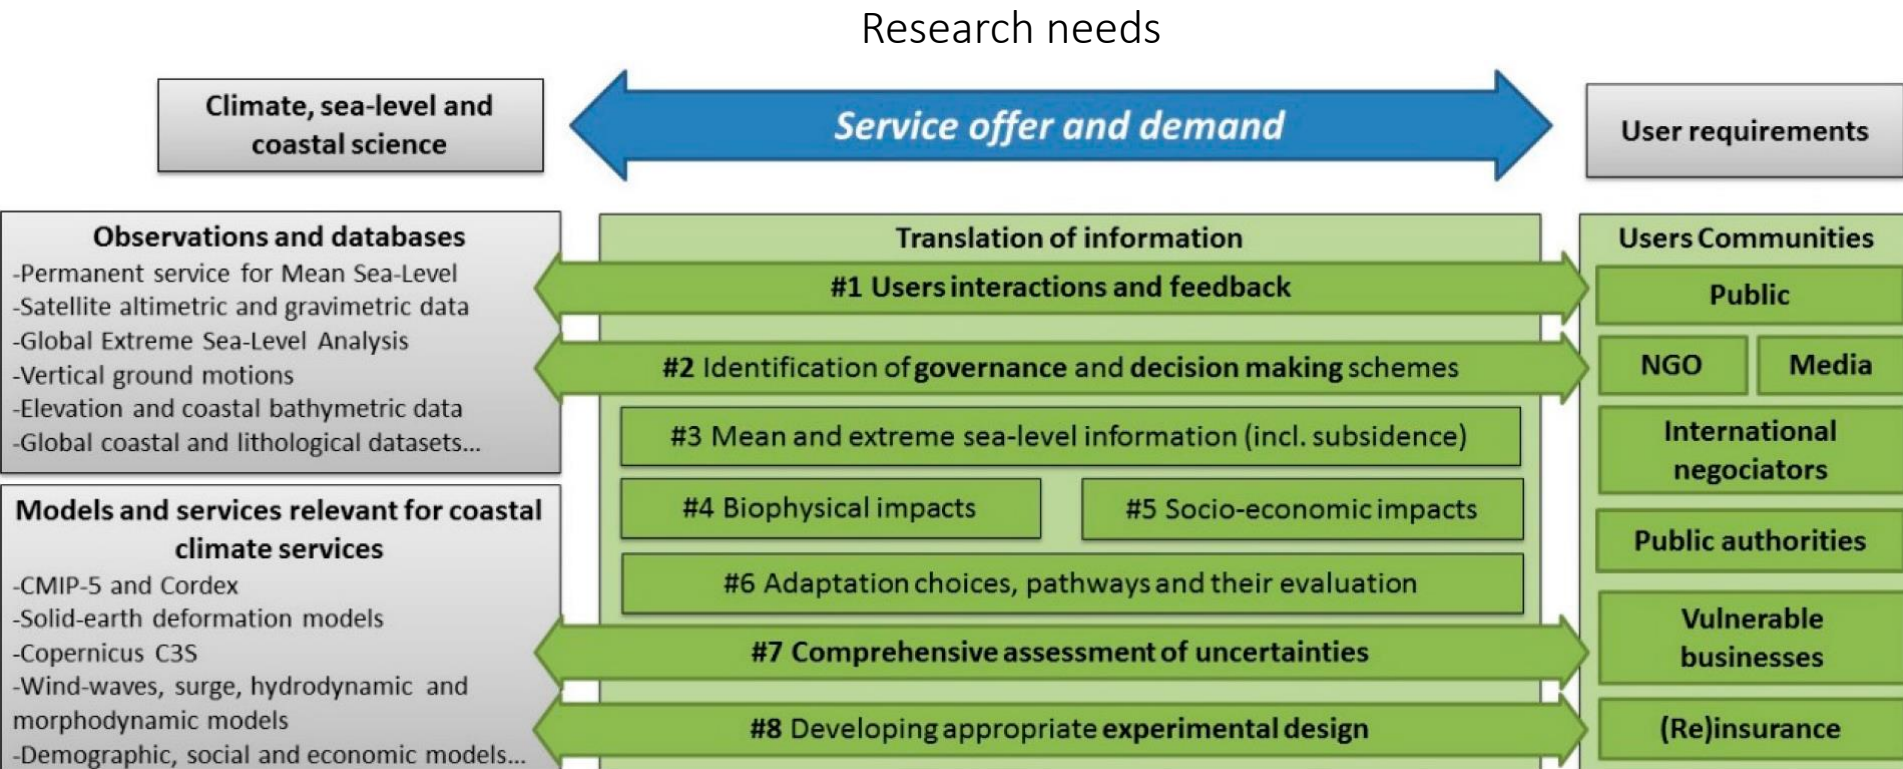 Research needs
Climate, sea-level and
coastal science
Service offer and demand
User requirements
Observations and databases
-Permanent service for Mean Sea-Level
-Satellite altimetric and gravimetric data
-Global Extreme Sea-Level Analysis
-Vertical ground motions
-Elevation and coastal bathymetric data
-Global coastal and lithological datasets...
Models and services relevant for coastal
climate services
-CMIP-5 and Cordex
-Solid-earth deformation models
-Copernicus C3S
-Wind-waves, surge, hydrodynamic and
morphodynamic models
-Demographic, social and economic models...
Translation of information
#1 Users interactions and feedback
#2 Identification of governance and decision making schemes
#3 Mean and extreme sea-level information (incl. subsidence)
#4 Biophysical impacts
#5 Socio-economic impacts
#6 Adaptation choices, pathways and their evaluation
#7 Comprehensive assessment of uncertainties
#8 Developing appropriate experimental design
Users Communities
Public
NGO
Media
International
negociators
Public authorities
Vulnerable
businesses
(Re)insurance